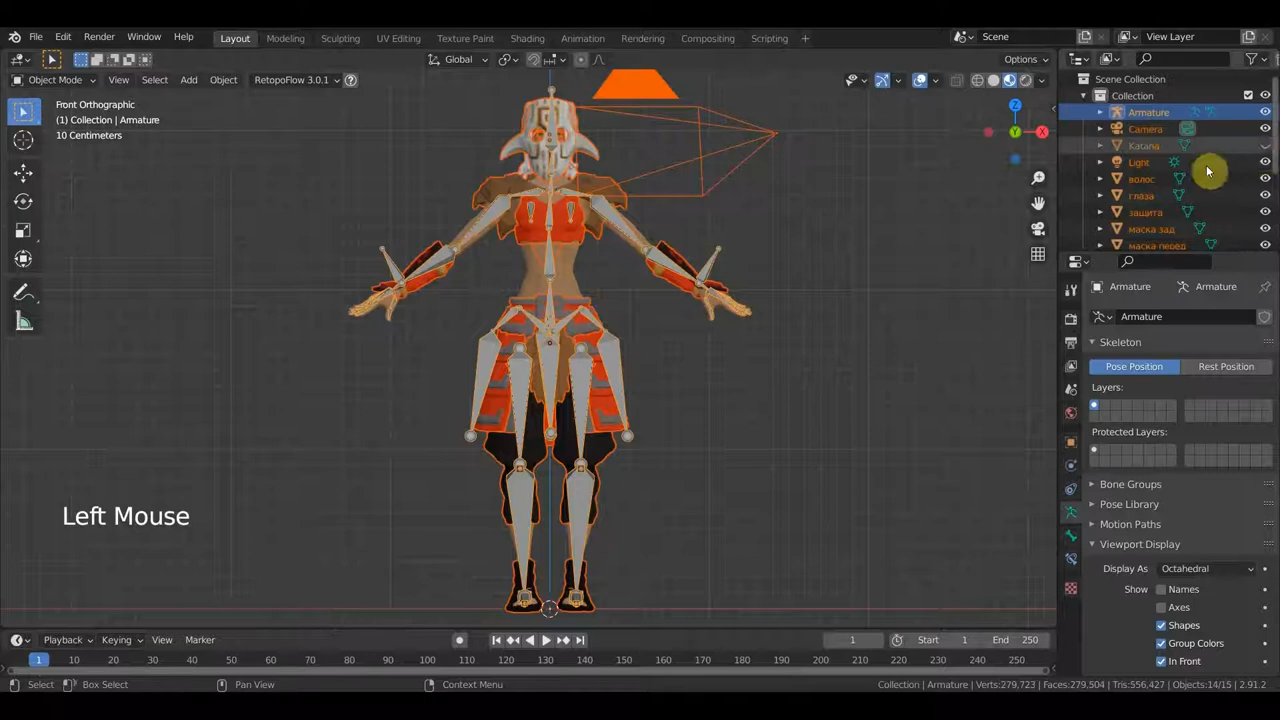 File Edit Render Window Help
Layout Modeling Sculpting UV Editing Texture Paint Shading Animation Rendering Compositing Scripting +
Scene
View Layer
Object Mode View Select Add Object RetopoFlow 3.0.1
Global
Options
Front Orthographic
(1) Collection | Armature
10 Centimeters
Z
Y
X
Left Mouse
Scene Collection
Collection
Armature
Camera
Katana
Light
волос
глаза
защита
маска зад
маска перед
Armature Armature
Armature
Skeleton
Pose Position Rest Position
Layers:
Protected Layers:
Bone Groups
Pose Library
Motion Paths
Viewport Display
Display As Octahedral
Show Names
Axes
Shapes
Group Colors
In Front
Playback Keying View Marker
1 Start 1 End 250
1 10 20 30 40 50 60 70 80 90 100 110 120 130 140 150 160 170 180 190 200 210 220 230 240 250
Select Box Select Pan View Context Menu
Collection | Armature | Verts:279,723 | Faces:279,504 | Tris:556,427 | Objects:14/15 | 2.91.2